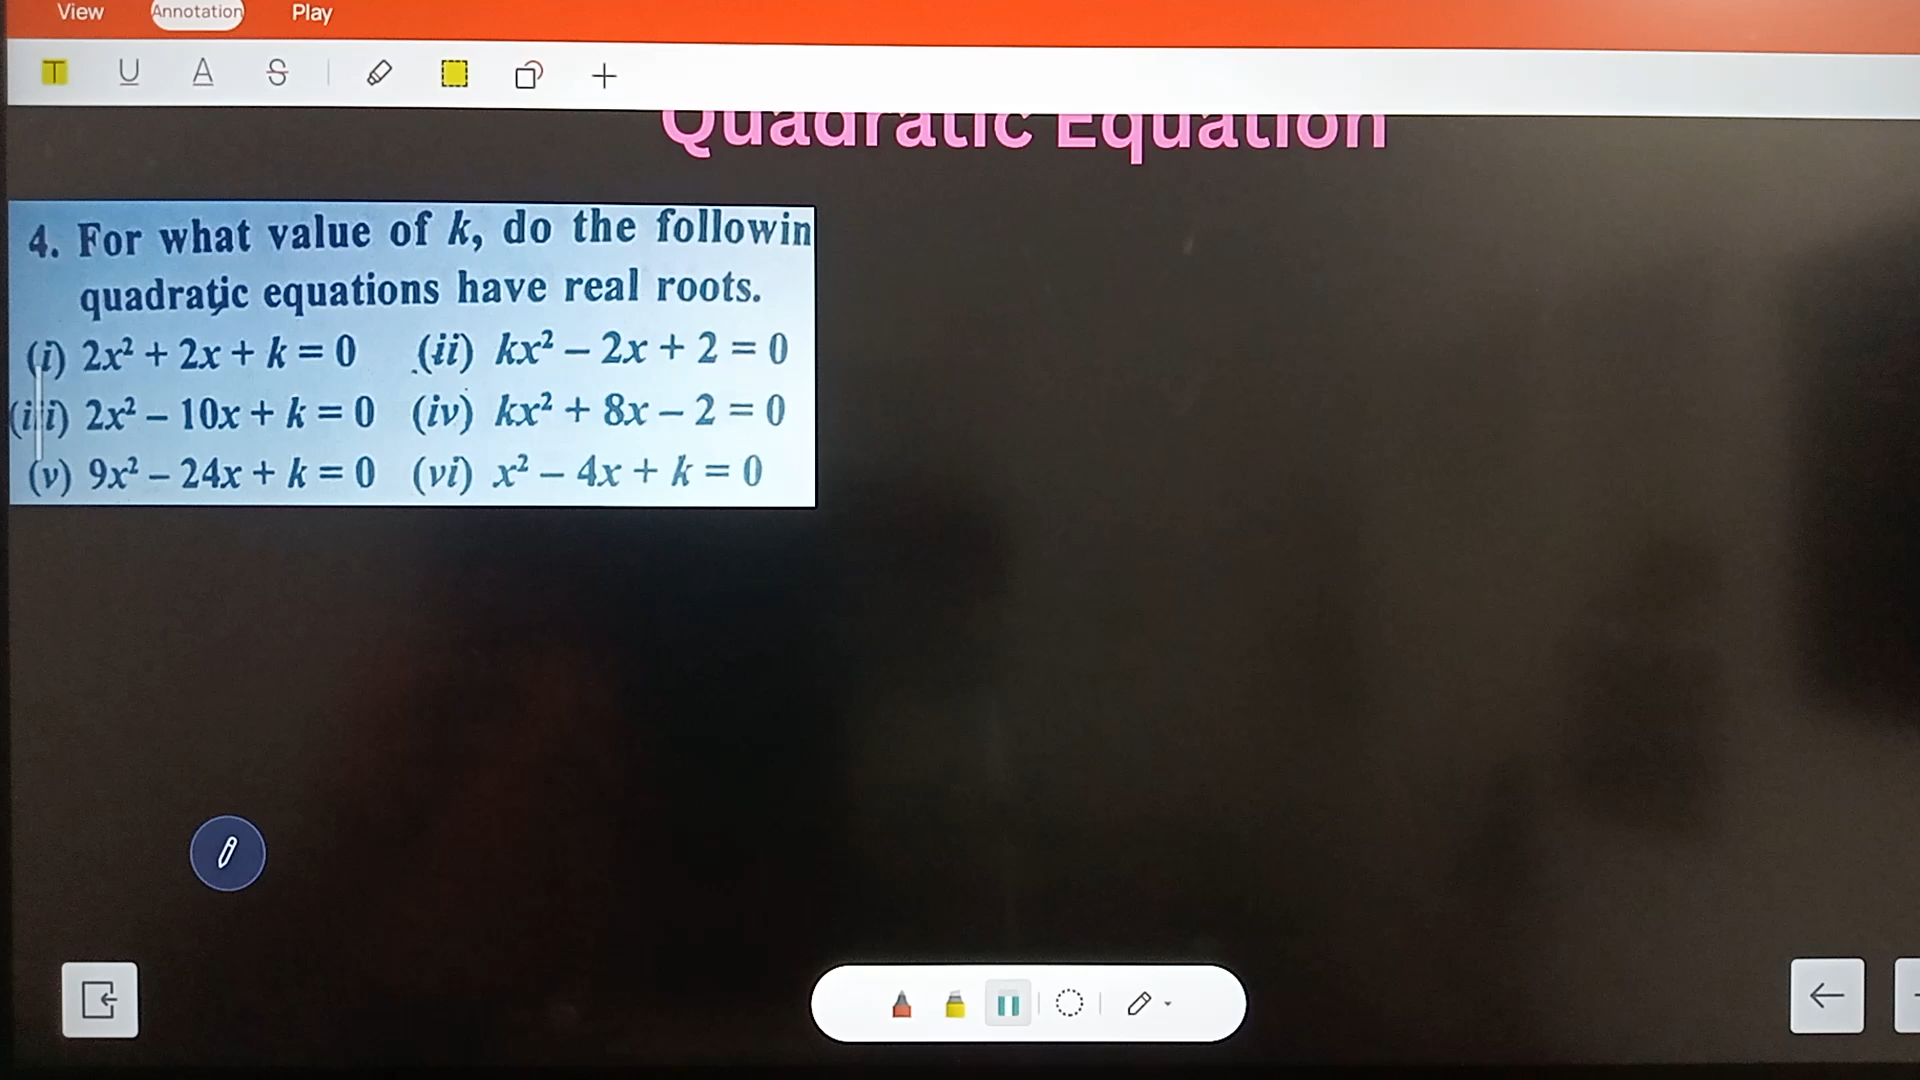 View Annotation Play
T U A S
Quadratic Equation
4. For what value of k, do the followin
quadratic equations have real roots.
(i) 2x² + 2x + k = 0 (ii) kx² – 2x + 2 = 0
(iii) 2x² – 10x + k = 0 (iv) kx² + 8x – 2 = 0
(v) 9x² – 24x + k = 0 (vi) x² – 4x + k = 0